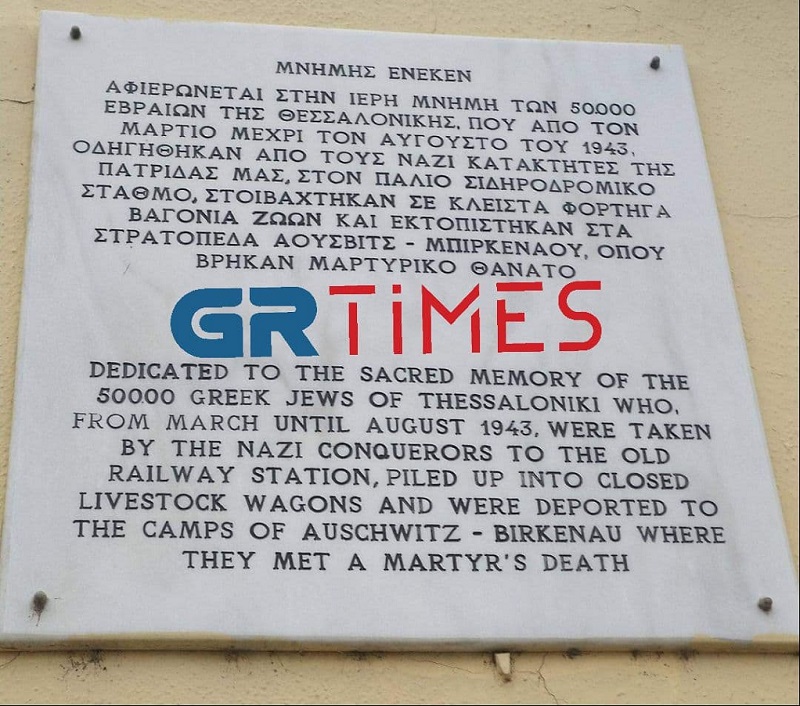 ΜΝΗΜΗΣ ΕΝΕΚΕΝ
ΑΦΙΕΡΩΝΕΤΑΙ ΣΤΗΝ ΙΕΡΗ ΜΝΗΜΗ ΤΩΝ 50.000
ΕΒΡΑΙΩΝ ΤΗΣ ΘΕΣΣΑΛΟΝΙΚΗΣ, ΠΟΥ ΑΠΟ ΤΟΝ
ΜΑΡΤΙΟ ΜΕΧΡΙ ΤΟΝ ΑΥΓΟΥΣΤΟ ΤΟΥ 1943,
ΟΔΗΓΗΘΗΚΑΝ ΑΠΟ ΤΟΥΣ ΝΑΖΙ ΚΑΤΑΚΤΗΤΕΣ ΤΗΣ
ΠΑΤΡΙΔΑΣ ΜΑΣ, ΣΤΟΝ ΠΑΛΙΟ ΣΙΔΗΡΟΔΡΟΜΙΚΟ
ΣΤΑΘΜΟ, ΣΤΟΙΒΑΧΤΗΚΑΝ ΣΕ ΚΛΕΙΣΤΑ ΦΟΡΤΗΓΑ
ΒΑΓΟΝΙΑ ΖΩΩΝ ΚΑΙ ΕΚΤΟΠΙΣΤΗΚΑΝ ΣΤΑ
ΣΤΡΑΤΟΠΕΔΑ ΑΟΥΣΒΙΤΣ - ΜΠΙΡΚΕΝΑΟΥ, ΟΠΟΥ
ΒΡΗΚΑΝ ΜΑΡΤΥΡΙΚΟ ΘΑΝΑΤΟ
GRTiMES
DEDICATED TO THE SACRED MEMORY OF THE
50.000 GREEK JEWS OF THESSALONIKI WHO,
FROM MARCH UNTIL AUGUST 1943, WERE TAKEN
BY THE NAZI CONQUERORS TO THE OLD
RAILWAY STATION, PILED UP INTO CLOSED
LIVESTOCK WAGONS AND WERE DEPORTED TO
THE CAMPS OF AUSCHWITZ - BIRKENAU WHERE
THEY MET A MARTYR'S DEATH